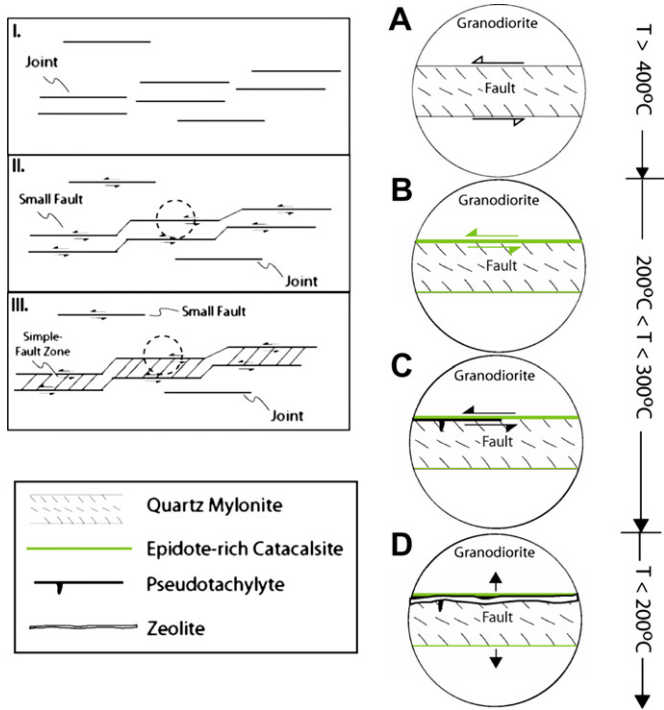 I.
Joint
II.
Small Fault
Joint
III.
Small Fault
Simple-
Fault Zone
Joint
Quartz Mylonite
Epidote-rich Catacalsite
Pseudotachylyte
Zeolite
A
Granodiorite
Fault
B
Granodiorite
Fault
C
Granodiorite
Fault
D
Granodiorite
Fault
T > 400°C
200°C < T < 300°C
T < 200°C